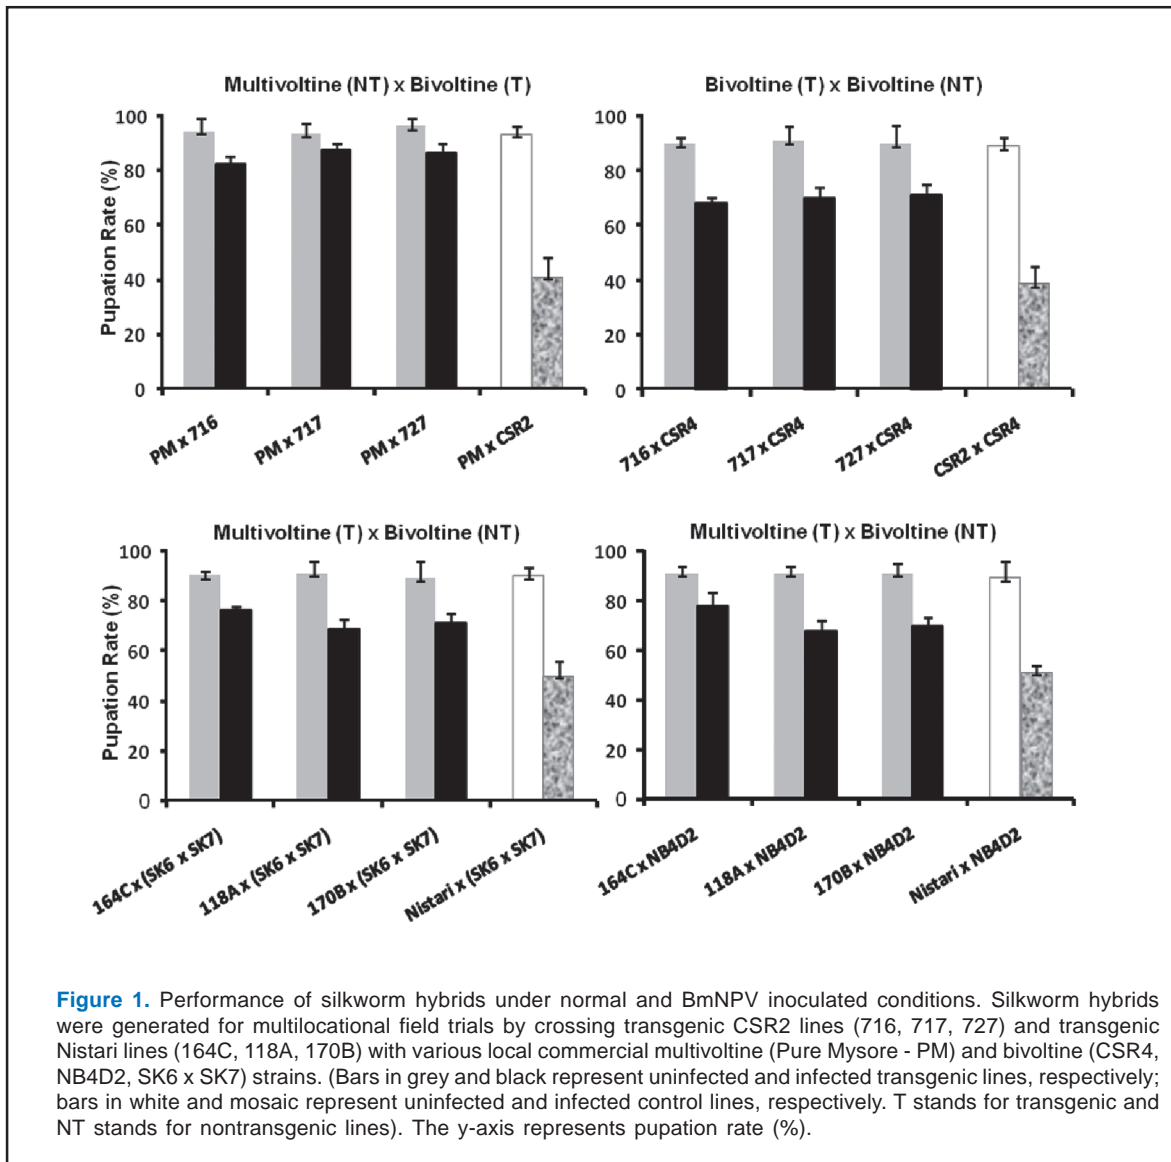 Multivoltine (NT) x Bivoltine (T)
Pupation Rate (%)
100
80
60
40
20
0
PM x 716
PM x 717
PM x 727
PM x CSR2
Bivoltine (T) x Bivoltine (NT)
100
80
60
40
20
0
716 x CSR4
717 x CSR4
727 x CSR4
CSR2 x CSR4
Multivoltine (T) x Bivoltine (NT)
Pupation Rate (%)
100
80
60
40
20
0
164C x (SK6 x SK7)
118A x (SK6 x SK7)
170B x (SK6 x SK7)
Nistari x (SK6 x SK7)
Multivoltine (T) x Bivoltine (NT)
100
80
60
40
20
0
164C x NB4D2
118A x NB4D2
170B x NB4D2
Nistari x NB4D2
Figure 1. Performance of silkworm hybrids under normal and BmNPV inoculated conditions. Silkworm hybrids
were generated for multilocational field trials by crossing transgenic CSR2 lines (716, 717, 727) and transgenic
Nistari lines (164C, 118A, 170B) with various local commercial multivoltine (Pure Mysore - PM) and bivoltine (CSR4,
NB4D2, SK6 x SK7) strains. (Bars in grey and black represent uninfected and infected transgenic lines, respectively;
bars in white and mosaic represent uninfected and infected control lines, respectively. T stands for transgenic and
NT stands for nontransgenic lines). The y-axis represents pupation rate (%).